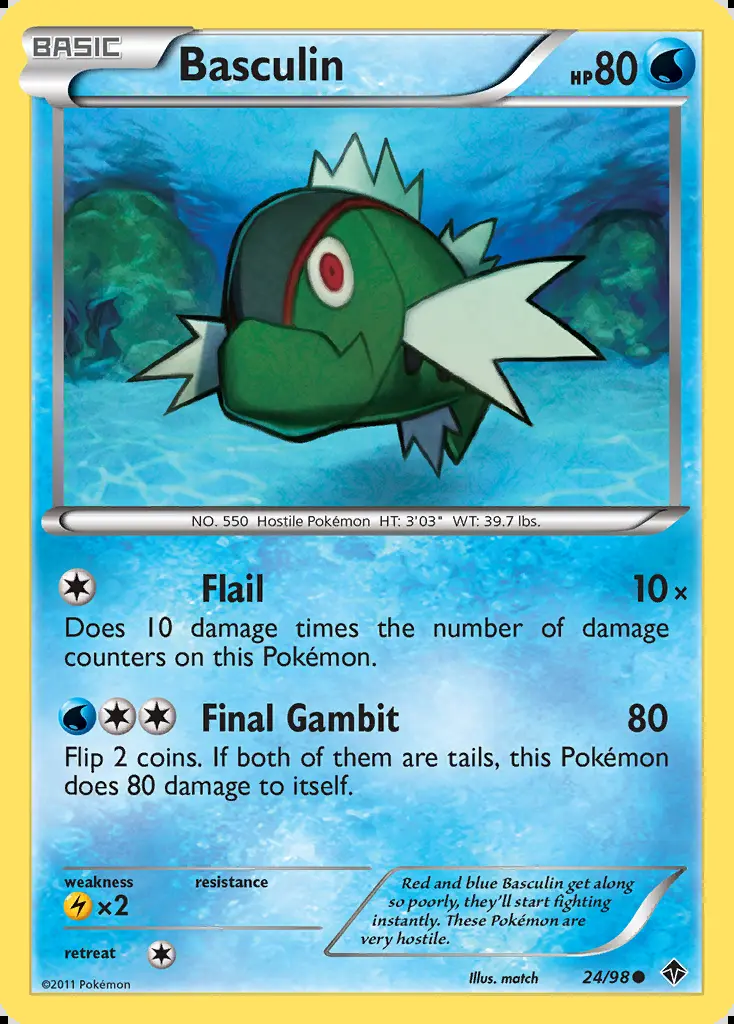 BASIC
Basculin
HP80
NO. 550 Hostile Pokémon HT: 3'03" WT: 39.7 lbs.
Flail 10×
Does 10 damage times the number of damage
counters on this Pokémon.
Final Gambit 80
Flip 2 coins. If both of them are tails, this Pokémon
does 80 damage to itself.
weakness resistance
×2
retreat
Red and blue Basculin get along
so poorly, they'll start fighting
instantly. These Pokémon are
very hostile.
©2011 Pokémon
Illus. match
24/98